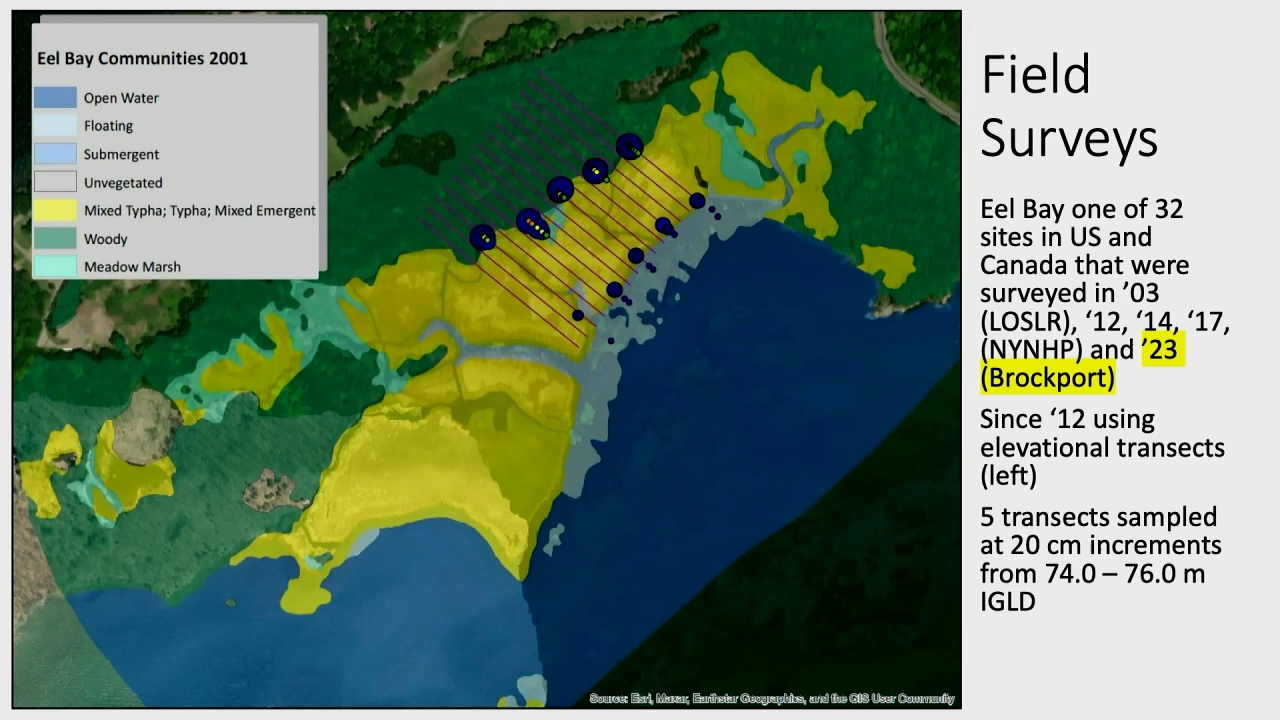 Eel Bay Communities 2001
Open Water
Floating
Submergent
Unvegetated
Mixed Typha; Typha; Mixed Emergent
Woody
Meadow Marsh
Source: Esri, Maxar, Earthstar Geographics, and the GIS User Community
Field
Surveys
Eel Bay one of 32
sites in US and
Canada that were
surveyed in ’03
(LOSLR), ‘12, ‘14, ‘17,
(NYNHP) and ’23
(Brockport)
Since ‘12 using
elevational transects
(left)
5 transects sampled
at 20 cm increments
from 74.0 – 76.0 m
IGLD